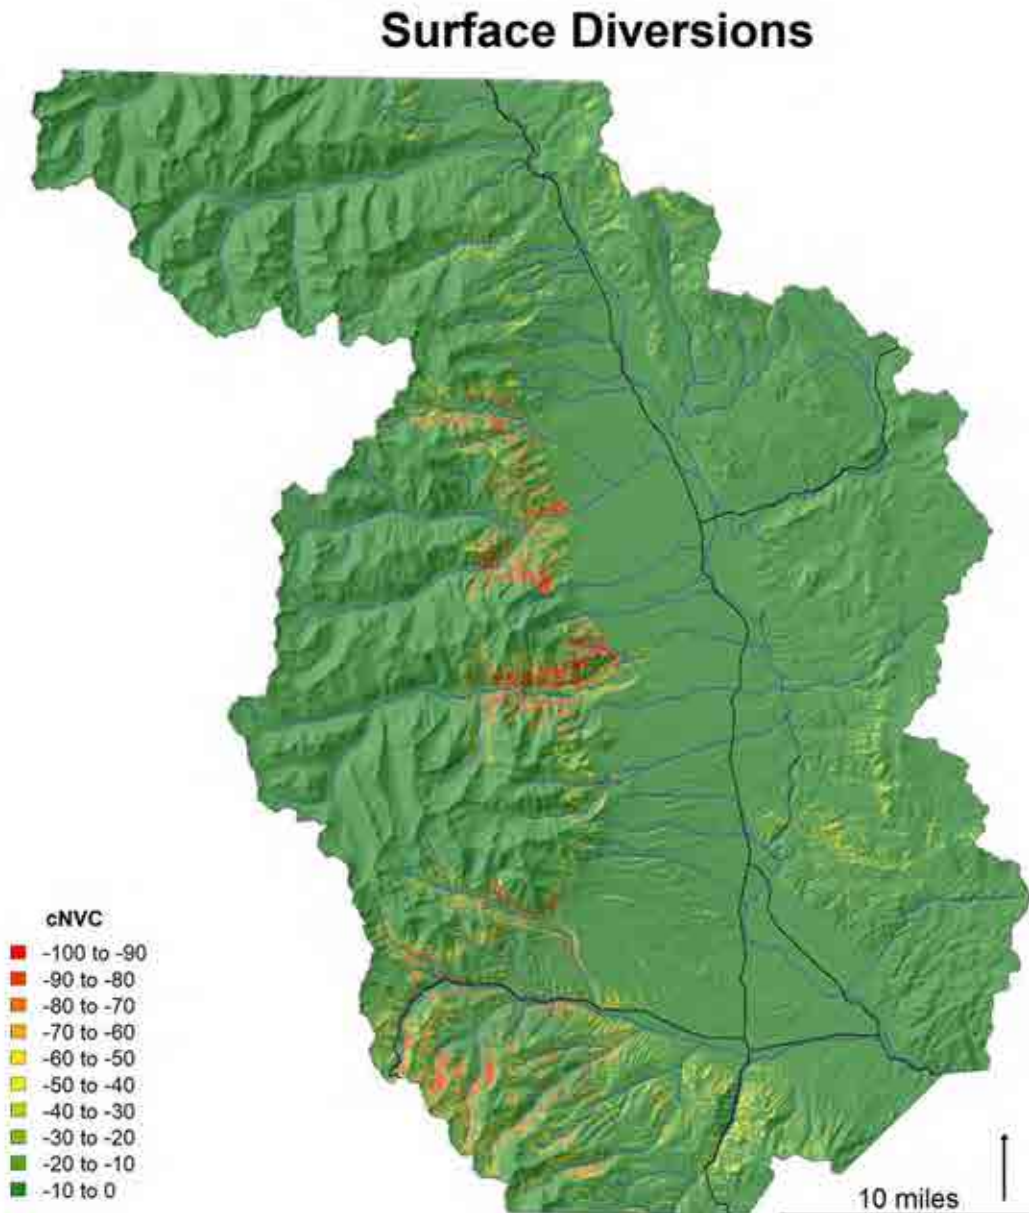 Surface Diversions
cNVC
-100 to -90
-90 to -80
-80 to -70
-70 to -60
-60 to -50
-50 to -40
-40 to -30
-30 to -20
-20 to -10
-10 to 0
10 miles